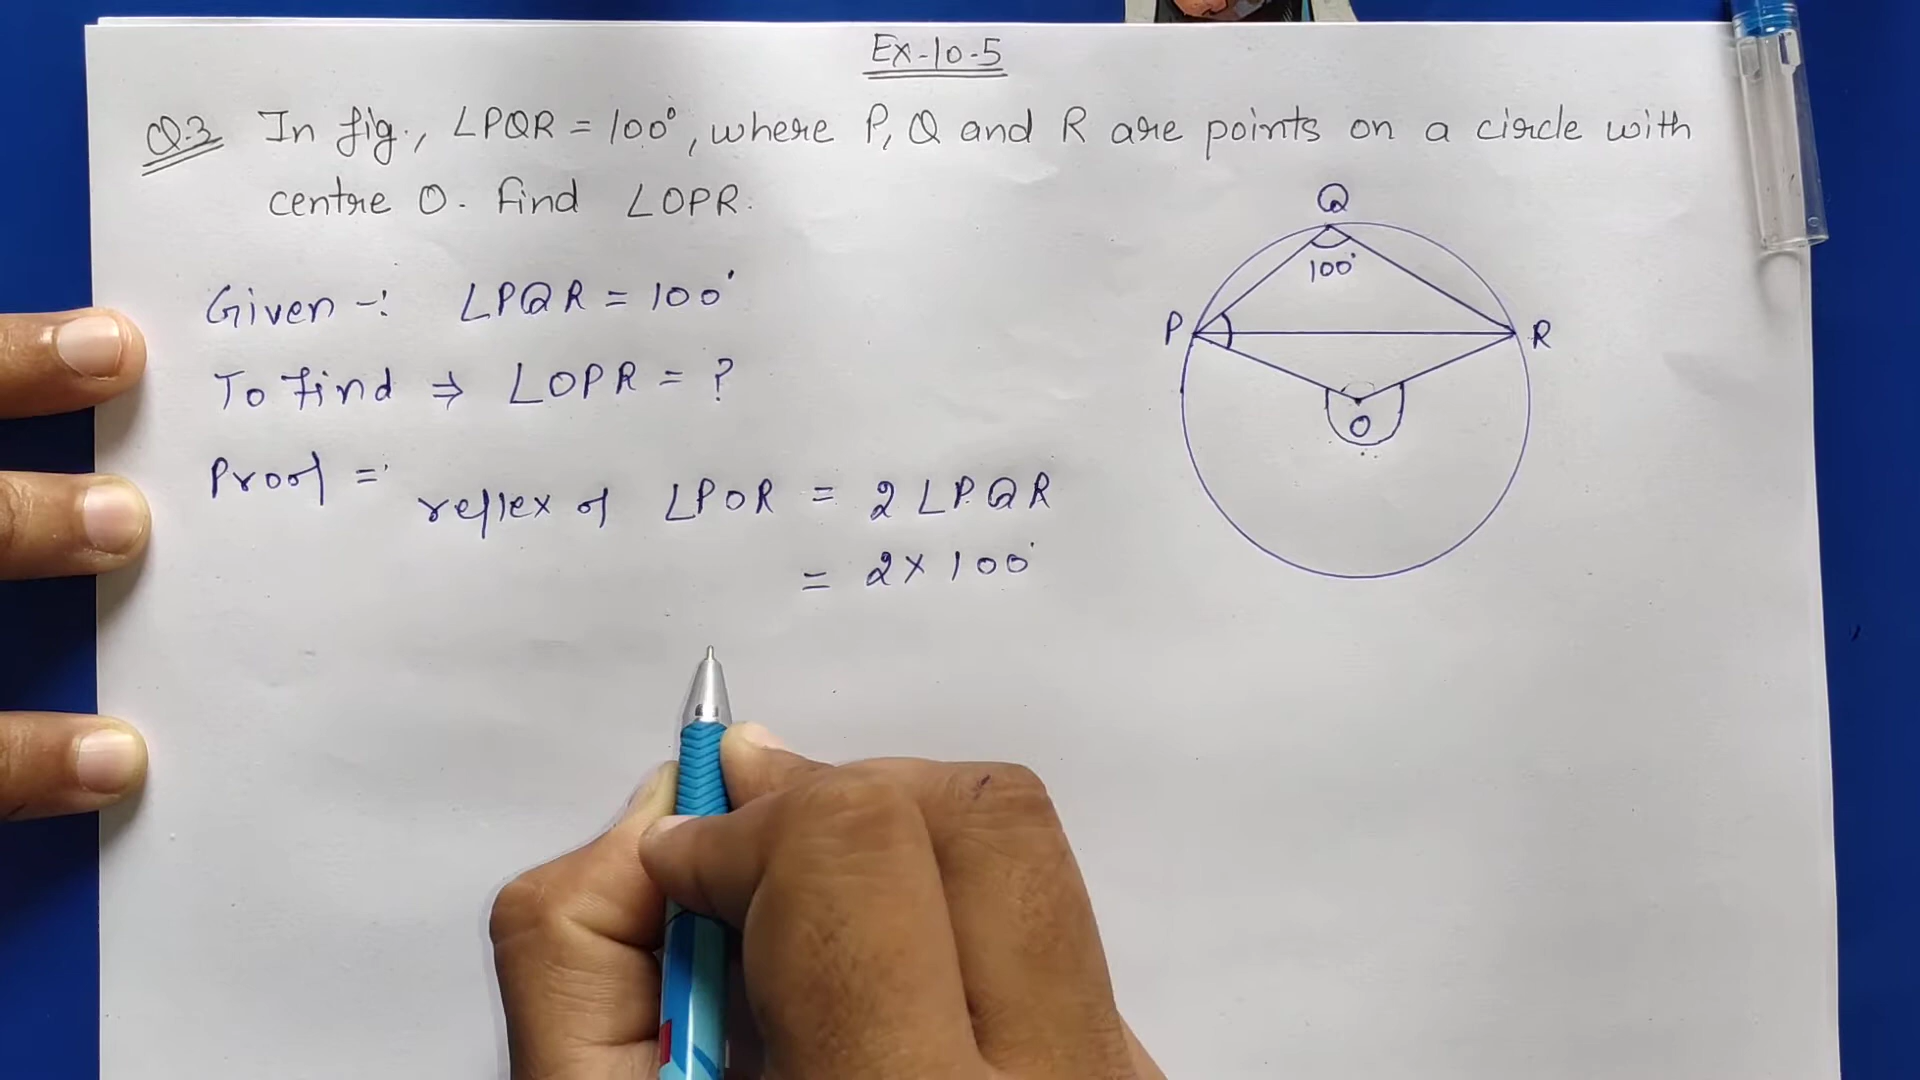 Ex-10.5
Q.3 In fig., ∠PQR = 100°, where P, Q and R are points on a circle with
centre O. Find ∠OPR.
Given -: ∠PQR = 100°
To find ⇒ ∠OPR = ?
Proof = reflex of ∠POR = 2∠PQR
= 2 × 100°
Q
100°
P
R
O